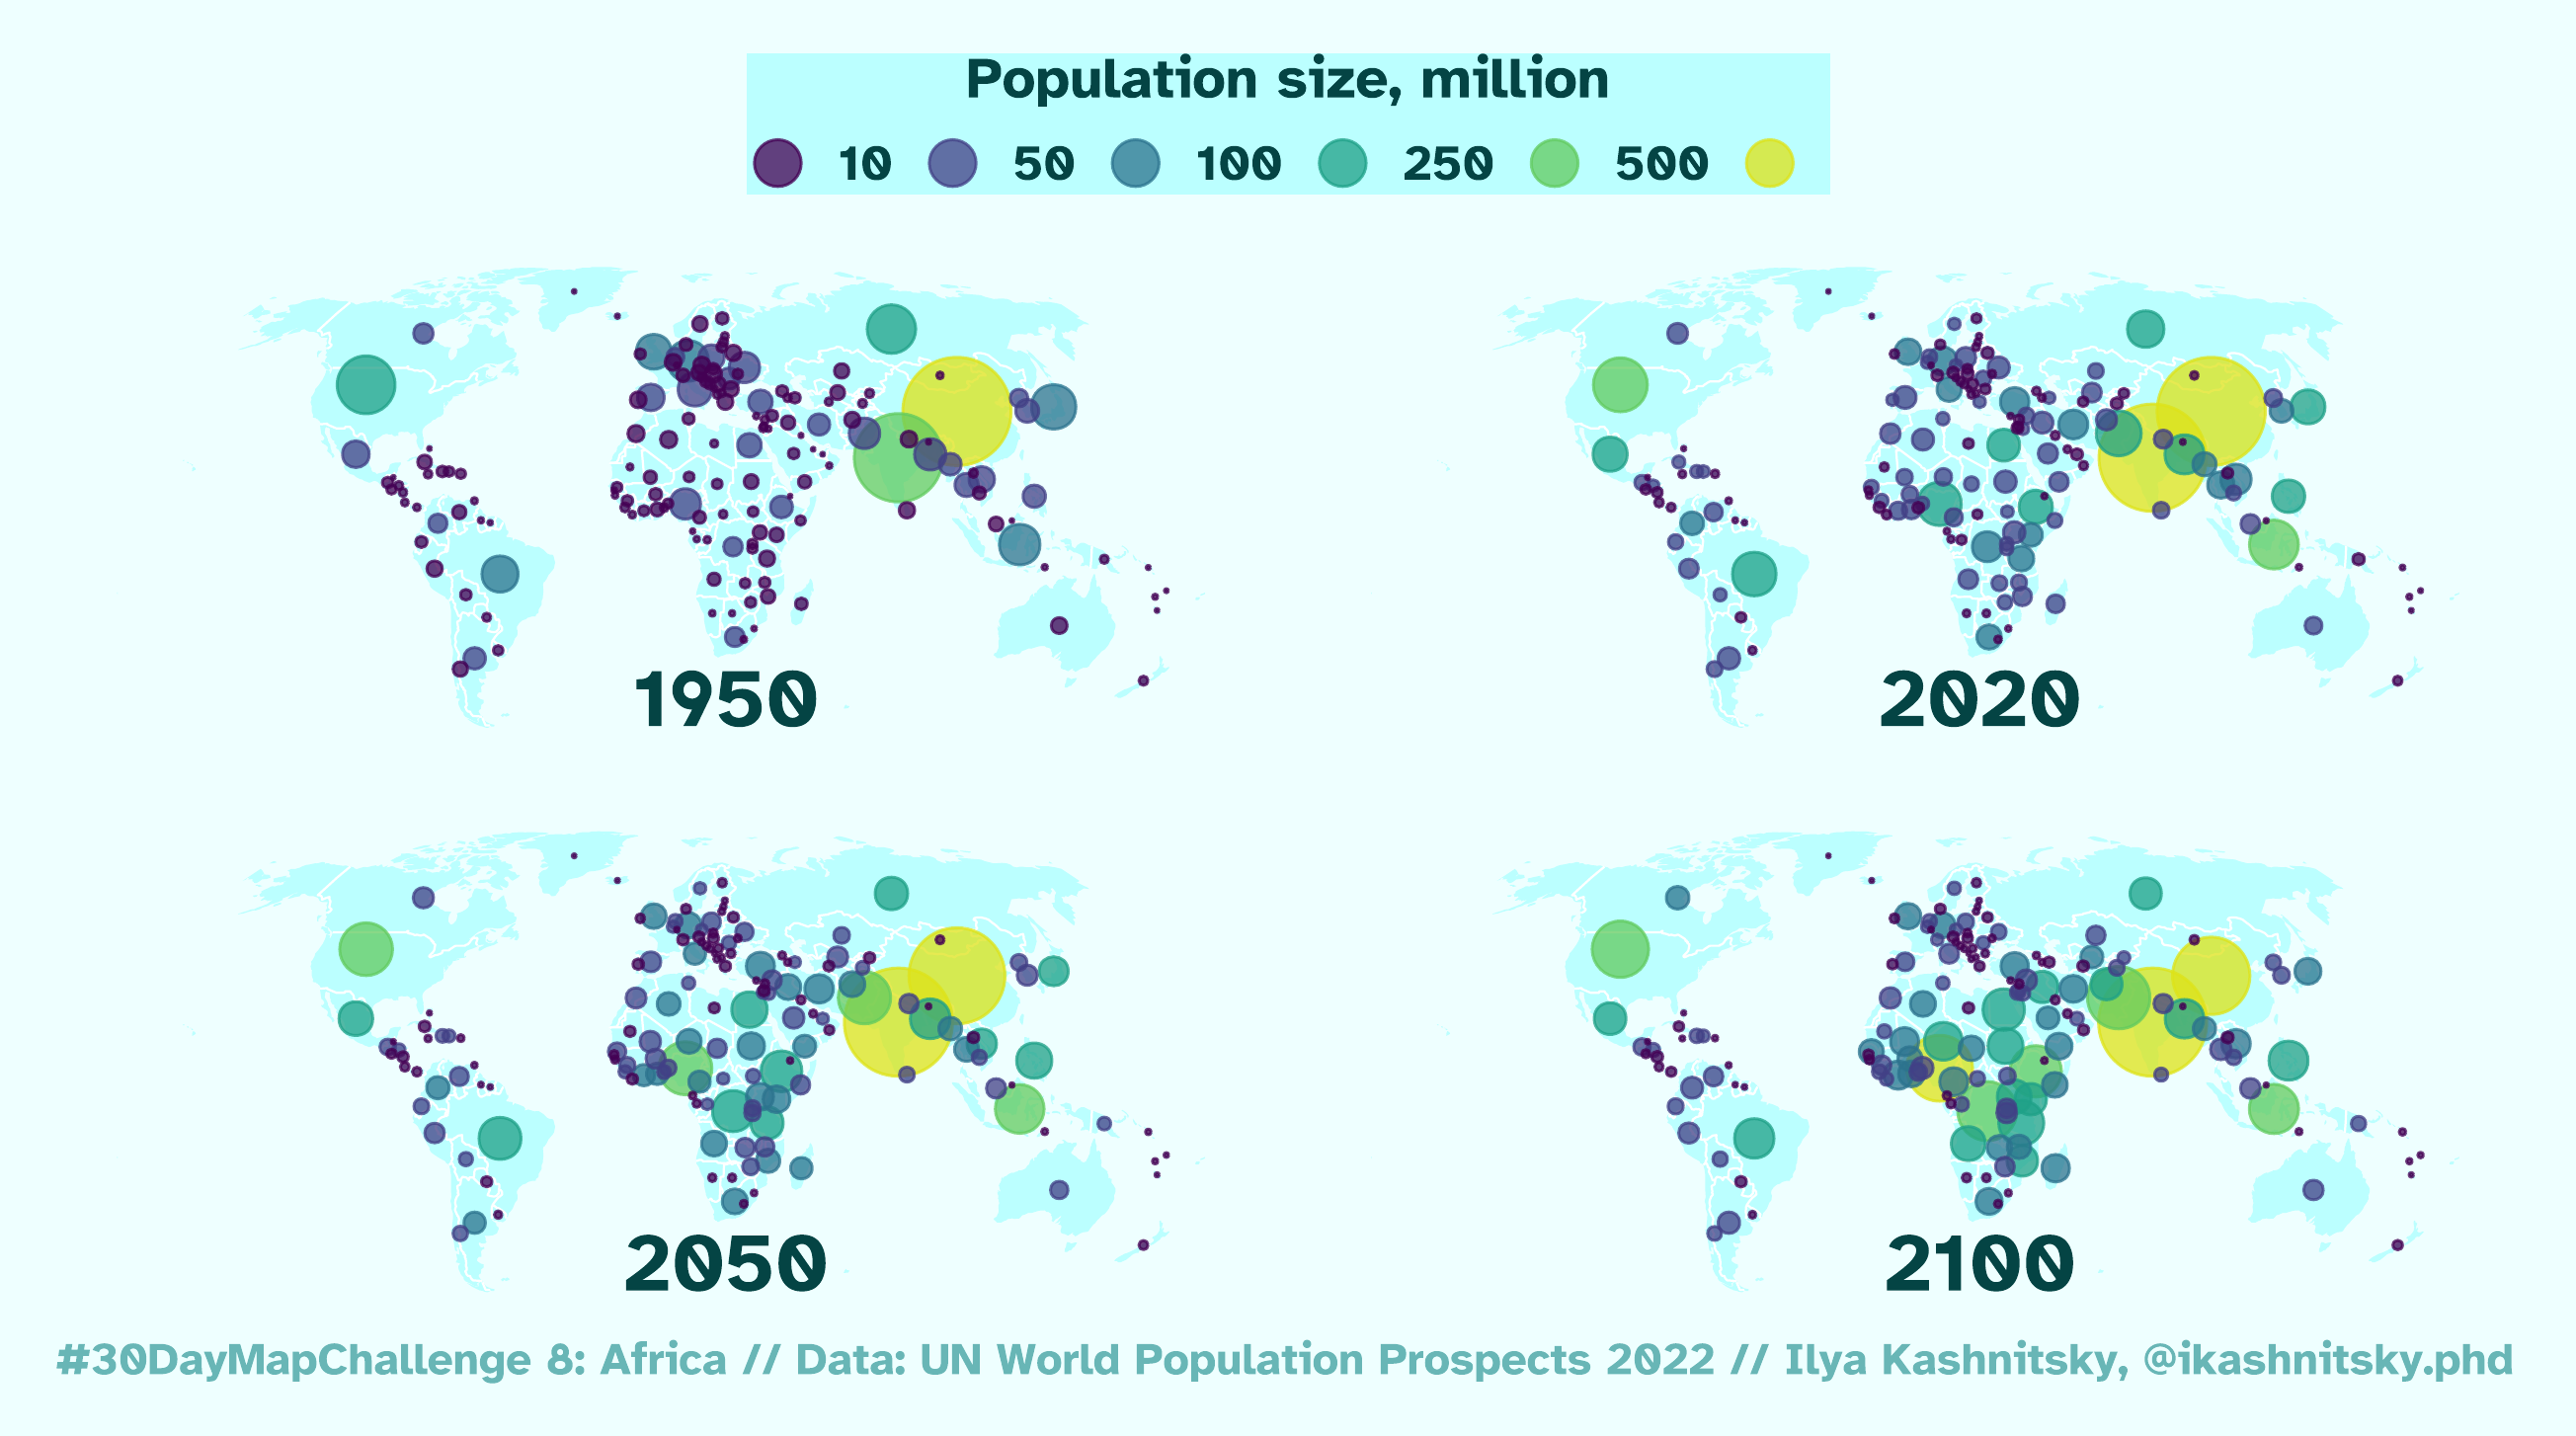 Population size, million
10 50 100 250 500
1950
2020
2050
2100
#30DayMapChallenge 8: Africa // Data: UN World Population Prospects 2022 // Ilya Kashnitsky, @ikashnitsky.phd